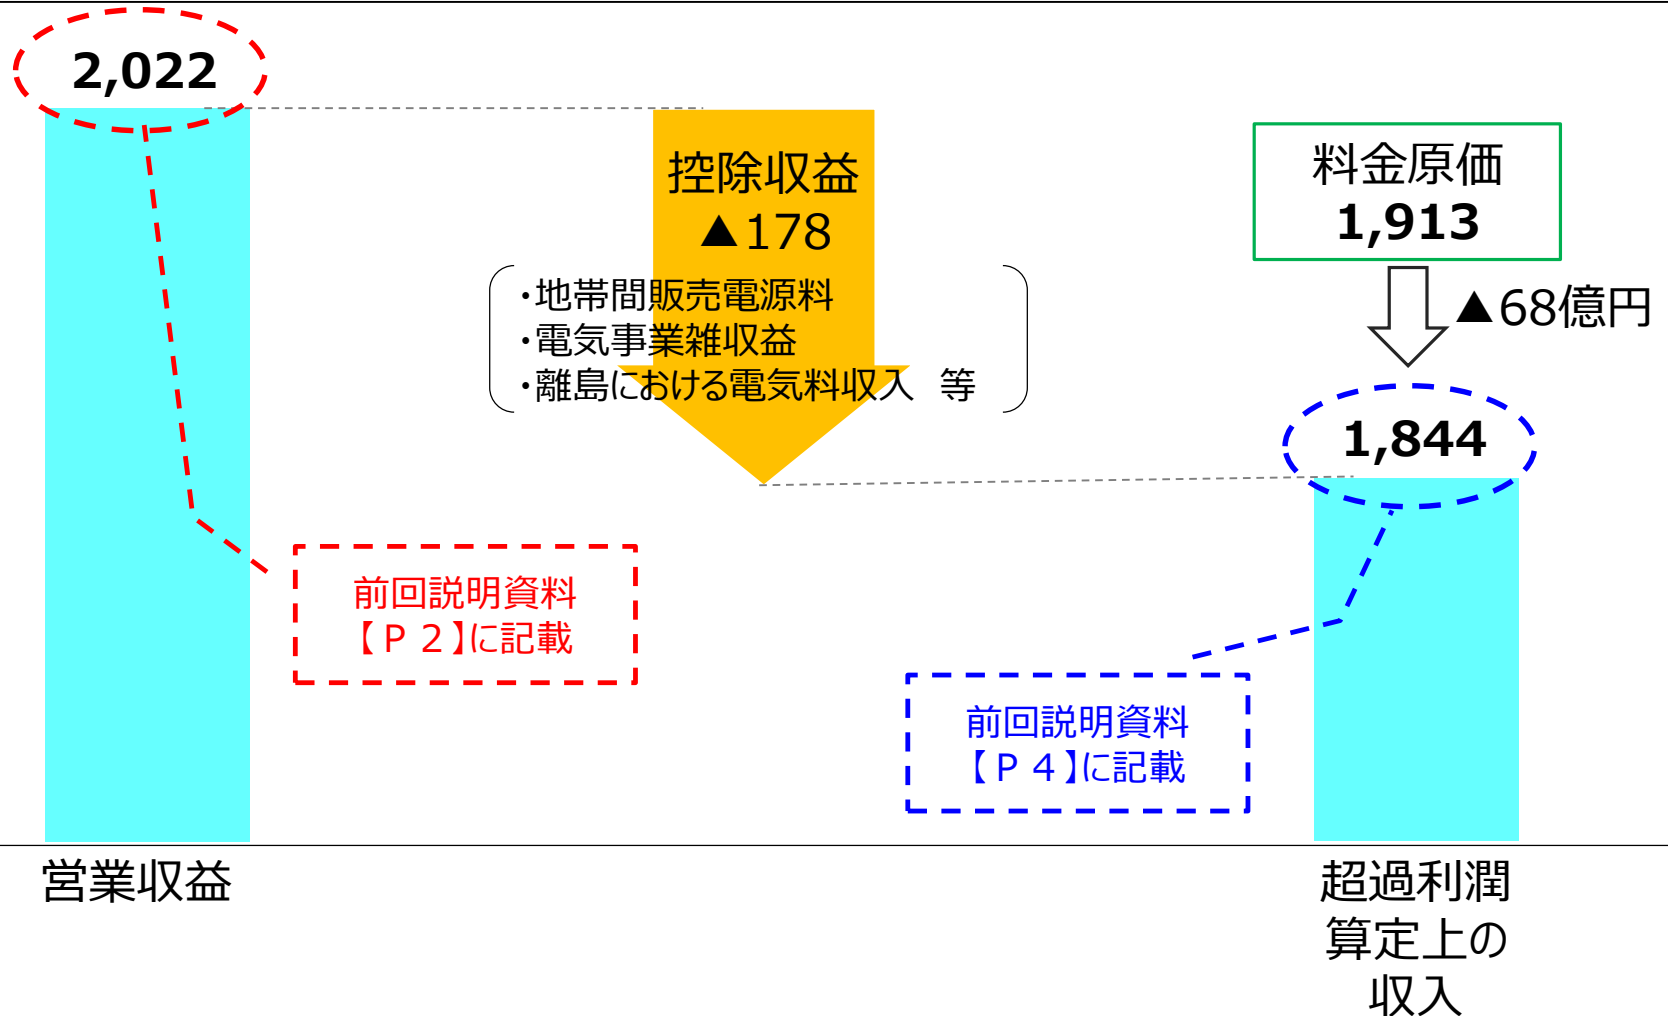 2,022
控除収益
▲178
・地帯間販売電源料
・電気事業雑収益
・離島における電気料収入　等
料金原価
1,913
▲68億円
1,844
前回説明資料
【Ｐ２】に記載
前回説明資料
【Ｐ４】に記載
営業収益
超過利潤
算定上の
収入